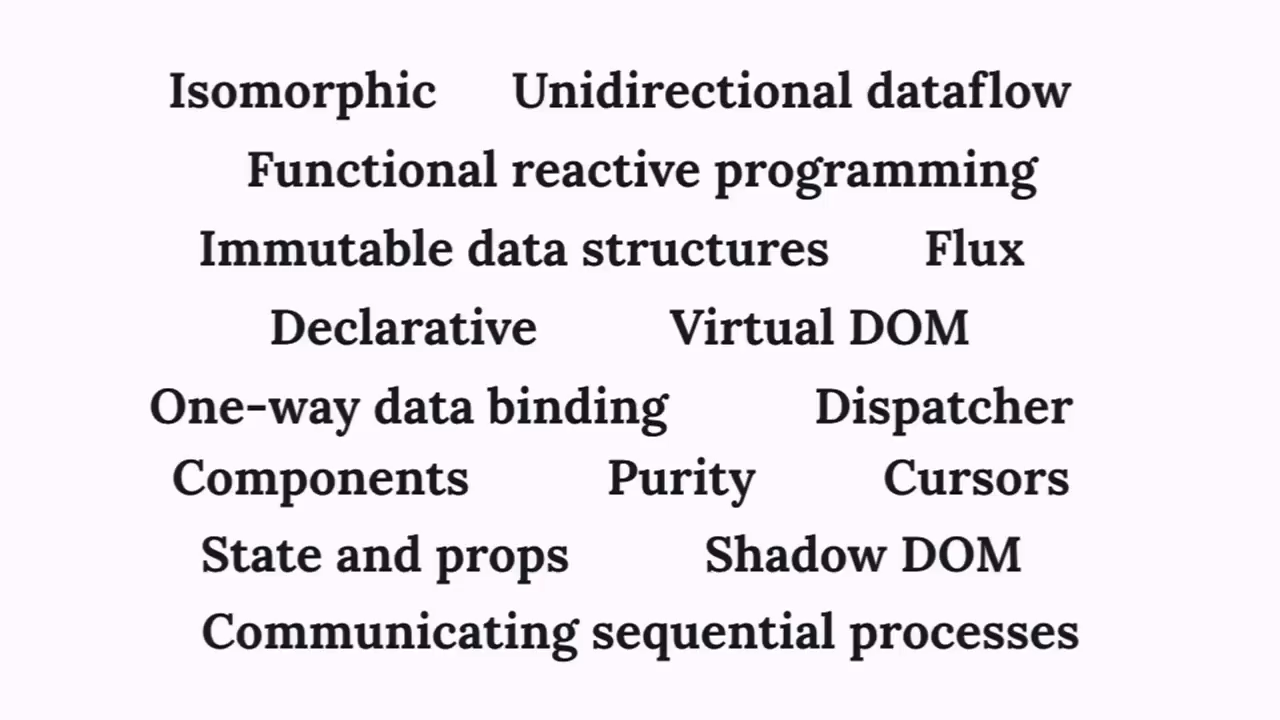 Isomorphic Unidirectional dataflow
Functional reactive programming
Immutable data structures Flux
Declarative Virtual DOM
One-way data binding Dispatcher
Components Purity Cursors
State and props Shadow DOM
Communicating sequential processes